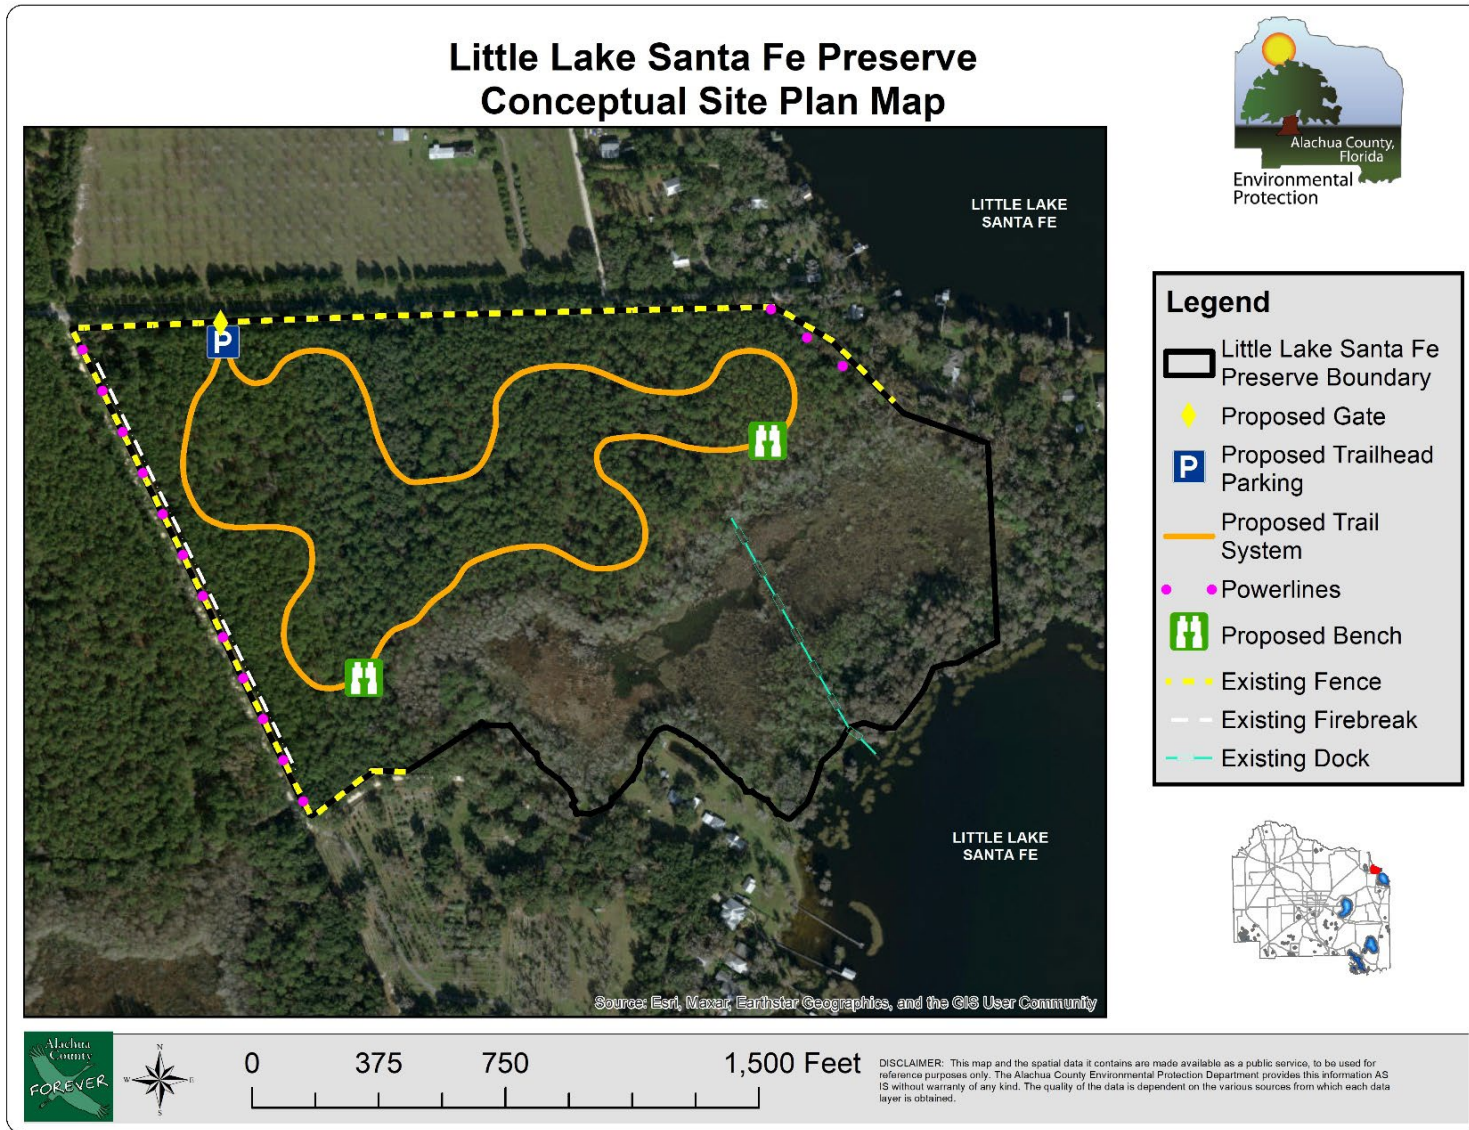 Little Lake Santa Fe Preserve
Conceptual Site Plan Map
Alachua County,
Florida
Environmental
Protection
LITTLE LAKE
SANTA FE
P
LITTLE LAKE
SANTA FE
Source: Esri, Maxar, Earthstar Geographics, and the GIS User Community
Legend
Little Lake Santa Fe
Preserve Boundary
Proposed Gate
P
Proposed Trailhead
Parking
Proposed Trail
System
Powerlines
Proposed Bench
Existing Fence
Existing Firebreak
Existing Dock
Alachua
County
FOREVER
N
W
E
S
0 375 750 1,500 Feet
DISCLAIMER: This map and the spatial data it contains are made available as a public service, to be used for
reference purposes only. The Alachua County Environmental Protection Department provides this information AS
IS without warranty of any kind. The quality of the data is dependent on the various sources from which each data
layer is obtained.